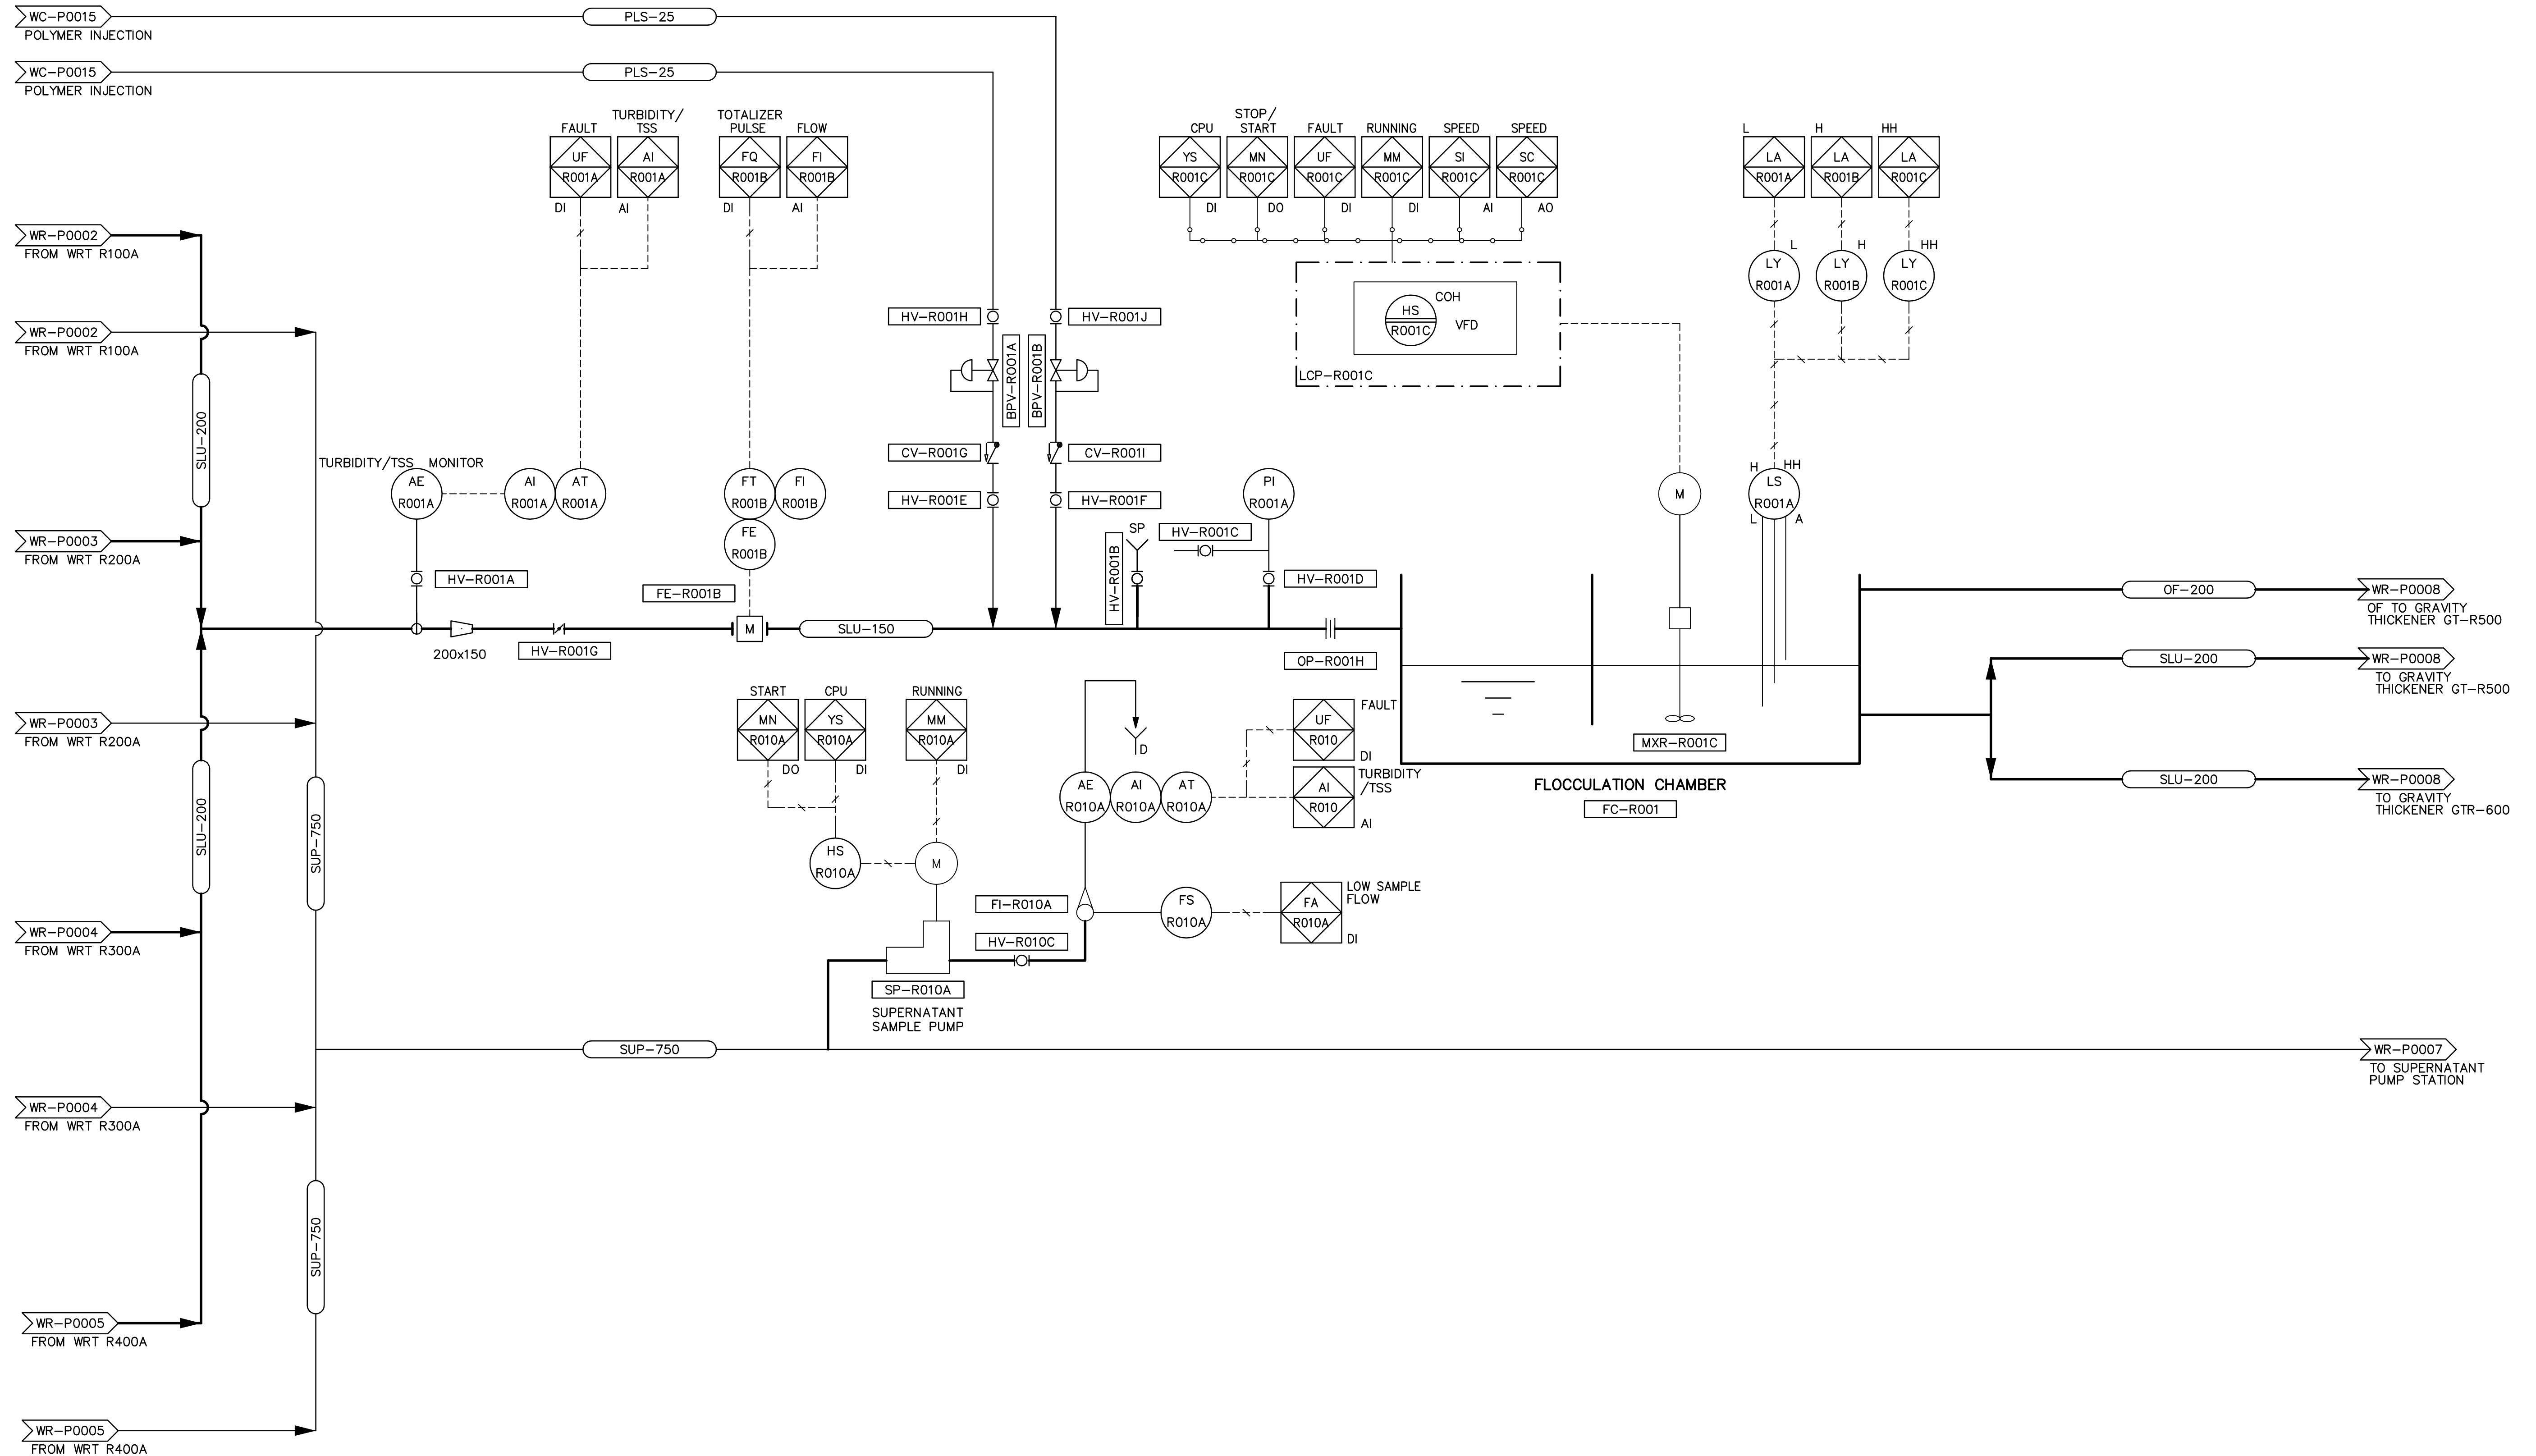 WC-P0015
POLYMER INJECTION
PLS-25
WC-P0015
POLYMER INJECTION
PLS-25
FAULT
UF
R001A
DI
TURBIDITY/
TSS
AI
R001A
AI
TOTALIZER
PULSE
FQ
R001B
DI
FLOW
FI
R001B
AI
CPU
YS
R001C
DI
STOP/
START
MN
R001C
DO
FAULT
UF
R001C
DI
RUNNING
MM
R001C
DI
SPEED
SI
R001C
AI
SPEED
SC
R001C
AO
L
LA
R001A
H
LA
R001B
HH
LA
R001C
WR-P0002
FROM WRT R100A
L
LY
R001A
H
LY
R001B
HH
LY
R001C
WR-P0002
FROM WRT R100A
HV-R001H
HV-R001J
BPV-R001A
BPV-R001B
COH
HS
R001C
VFD
LCP-R001C
SLU-200
CV-R001G
CV-R001I
TURBIDITY/TSS MONITOR
AE
R001A
AI
R001A
AT
R001A
FT
R001B
FI
R001B
FE
R001B
HV-R001E
HV-R001F
PI
R001A
M
H
HH
LS
R001A
L
A
WR-P0003
FROM WRT R200A
SP
HV-R001B
HV-R001C
HV-R001A
FE-R001B
HV-R001D
M
SLU-150
200x150
HV-R001G
OP-R001H
OF-200
WR-P0008
OF TO GRAVITY
THICKENER GT-R500
SLU-200
WR-P0008
TO GRAVITY
THICKENER GT-R500
WR-P0003
FROM WRT R200A
START
MN
R010A
DO
CPU
YS
R010A
DI
RUNNING
MM
R010A
DI
D
UF
R010
FAULT
DI
MXR-R001C
AE
R010A
AI
R010A
AT
R010A
AI
R010
TURBIDITY
/TSS
AI
FLOCCULATION CHAMBER
FC-R001
SLU-200
WR-P0008
TO GRAVITY
THICKENER GTR-600
SLU-200
SUP-750
HS
R010A
M
FI-R010A
FS
R010A
FA
R010A
LOW SAMPLE
FLOW
DI
WR-P0004
FROM WRT R300A
HV-R010C
SP-R010A
SUPERNATANT
SAMPLE PUMP
SUP-750
WR-P0007
TO SUPERNATANT
PUMP STATION
WR-P0004
FROM WRT R300A
SUP-750
WR-P0005
FROM WRT R400A
WR-P0005
FROM WRT R400A